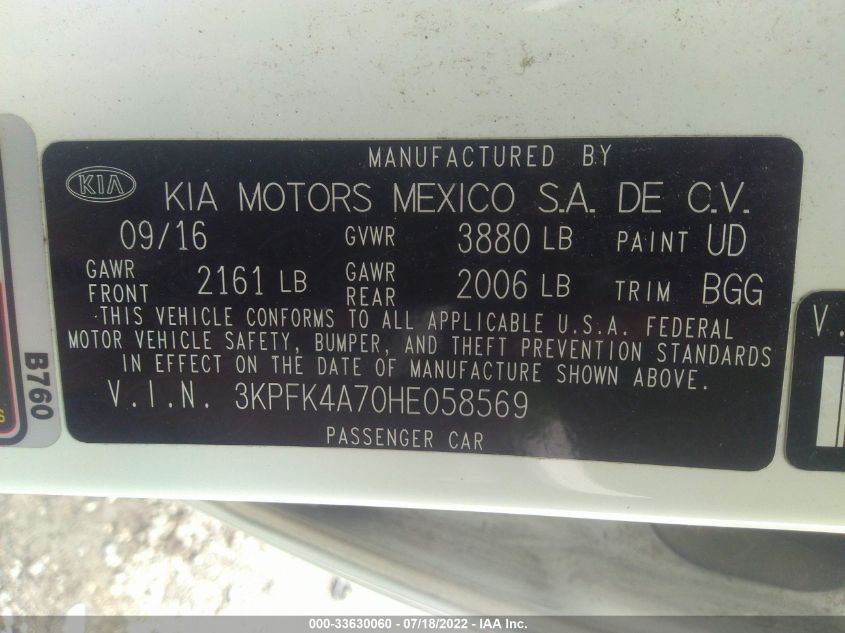 MANUFACTURED BY
KIA KIA MOTORS MEXICO S.A. DE C.V.
09/16 GVWR 3880 LB PAINT UD
GAWR FRONT 2161 LB GAWR REAR 2006 LB TRIM BGG
THIS VEHICLE CONFORMS TO ALL APPLICABLE U.S.A. FEDERAL
MOTOR VEHICLE SAFETY, BUMPER, AND THEFT PREVENTION STANDARDS
IN EFFECT ON THE DATE OF MANUFACTURE SHOWN ABOVE.
V.I.N. 3KPFK4A70HE058569
PASSENGER CAR
B760
V.
000-33630060 - 07/18/2022 - IAA Inc.